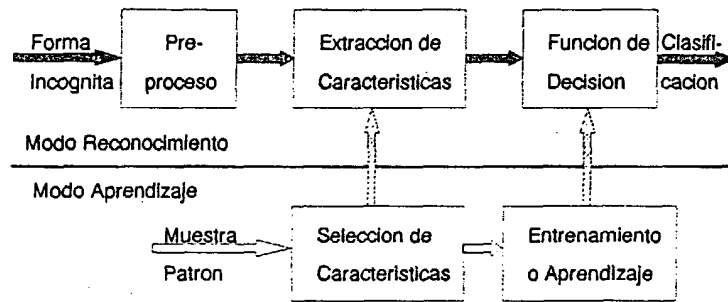 Forma
Incognita
Pre-
proceso
Extraccion de
Caracteristicas
Funcion de
Decision
Clasifi-
cacion
Modo Reconocimiento
Modo Aprendizaje
Muestra
Patron
Seleccion de
Caracteristicas
Entrenamiento
o Aprendizaje